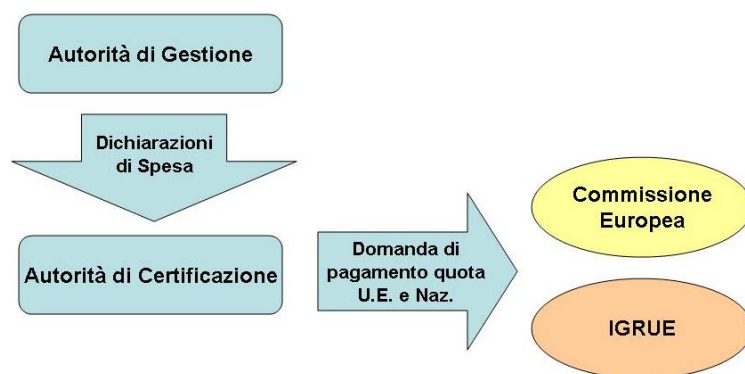 Autorità di Gestione
Dichiarazioni
di Spesa
Autorità di Certificazione
Domanda di
pagamento quota
U.E. e Naz.
Commissione
Europea
IGRUE